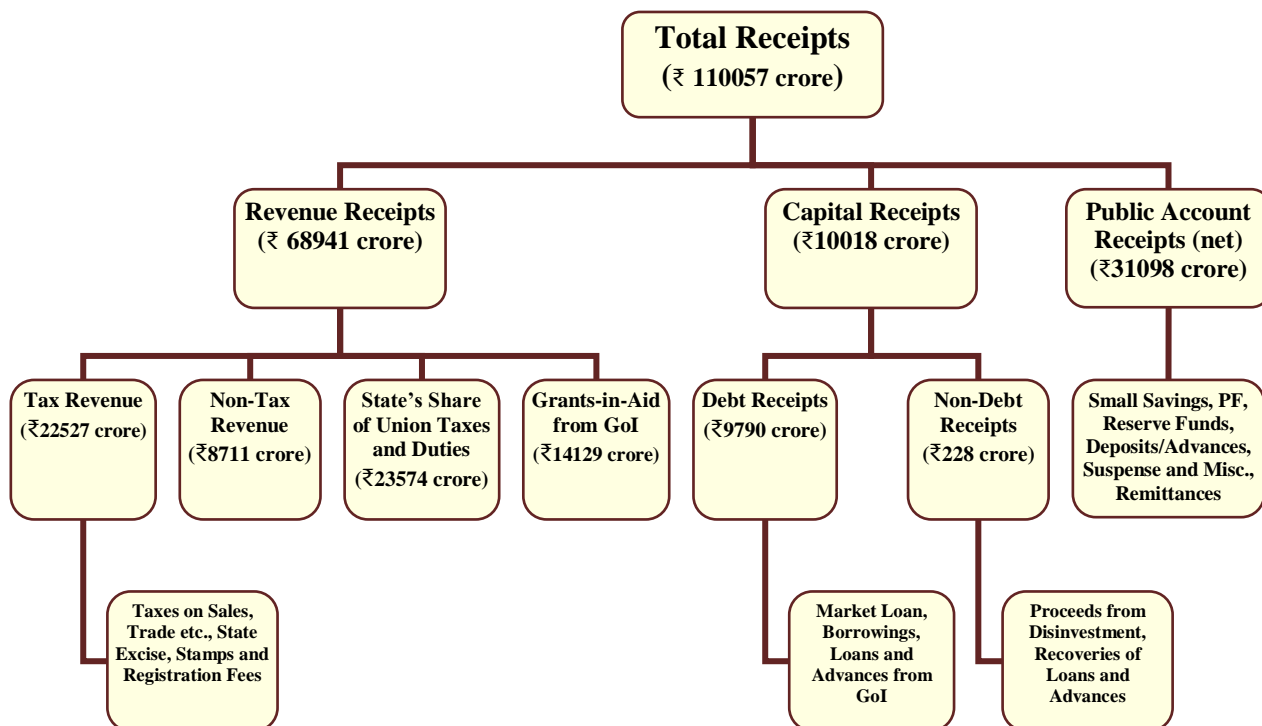 Total Receipts
(₹ 110057 crore)
Revenue Receipts
(₹ 68941 crore)
Capital Receipts
(₹10018 crore)
Public Account
Receipts (net)
(₹31098 crore)
Tax Revenue
(₹22527 crore)
Non-Tax
Revenue
(₹8711 crore)
State’s Share
of Union Taxes
and Duties
(₹23574 crore)
Grants-in-Aid
from GoI
(₹14129 crore)
Debt Receipts
(₹9790 crore)
Non-Debt
Receipts
(₹228 crore)
Small Savings, PF,
Reserve Funds,
Deposits/Advances,
Suspense and Misc.,
Remittances
Taxes on Sales,
Trade etc., State
Excise, Stamps and
Registration Fees
Market Loan,
Borrowings,
Loans and
Advances from
GoI
Proceeds from
Disinvestment,
Recoveries of
Loans and
Advances